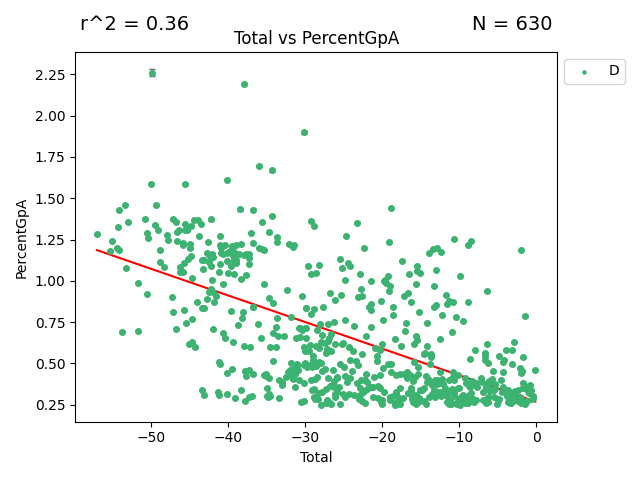 r^2 = 0.36
N = 630
Total vs PercentGpA
D
PercentGpA
2.25
2.00
1.75
1.50
1.25
1.00
0.75
0.50
0.25
−50 −40 −30 −20 −10 0
Total